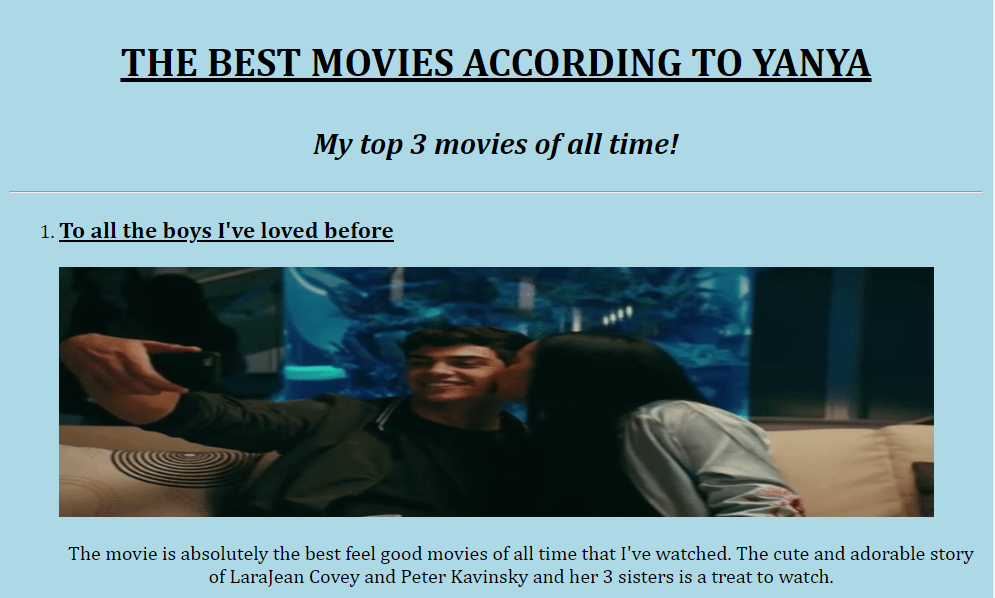 THE BEST MOVIES ACCORDING TO YANYA
My top 3 movies of all time!
1. To all the boys I've loved before
The movie is absolutely the best feel good movies of all time that I've watched. The cute and adorable story
of LaraJean Covey and Peter Kavinsky and her 3 sisters is a treat to watch.